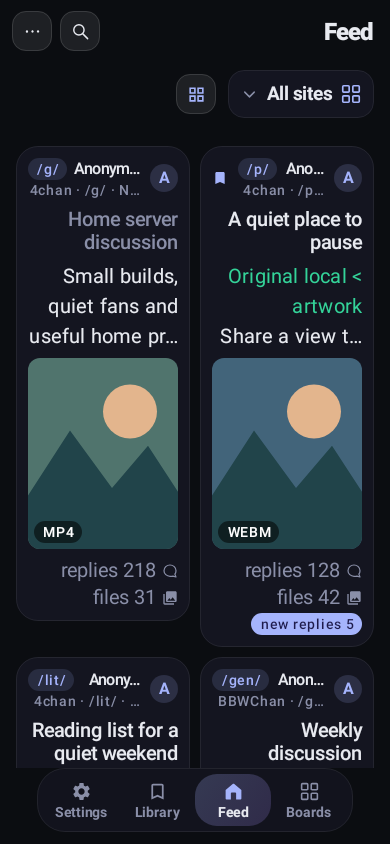 Feed
All sites
/g/ Anonym… A
4chan · /g/ · N…
Home server
discussion
Small builds,
quiet fans and
useful home pr…
MP4
replies 218
files 31
/p/ Ano… A
4chan · /p…
A quiet place to
pause
Original local <
artwork
Share a view t…
WEBM
replies 128
files 42
new replies 5
/lit/ Anony… A
4chan · /lit/ · …
Reading list for a
quiet weekend
/gen/ Anon… A
BBWChan · /g…
Weekly
discussion
Settings
Library
Feed
Boards